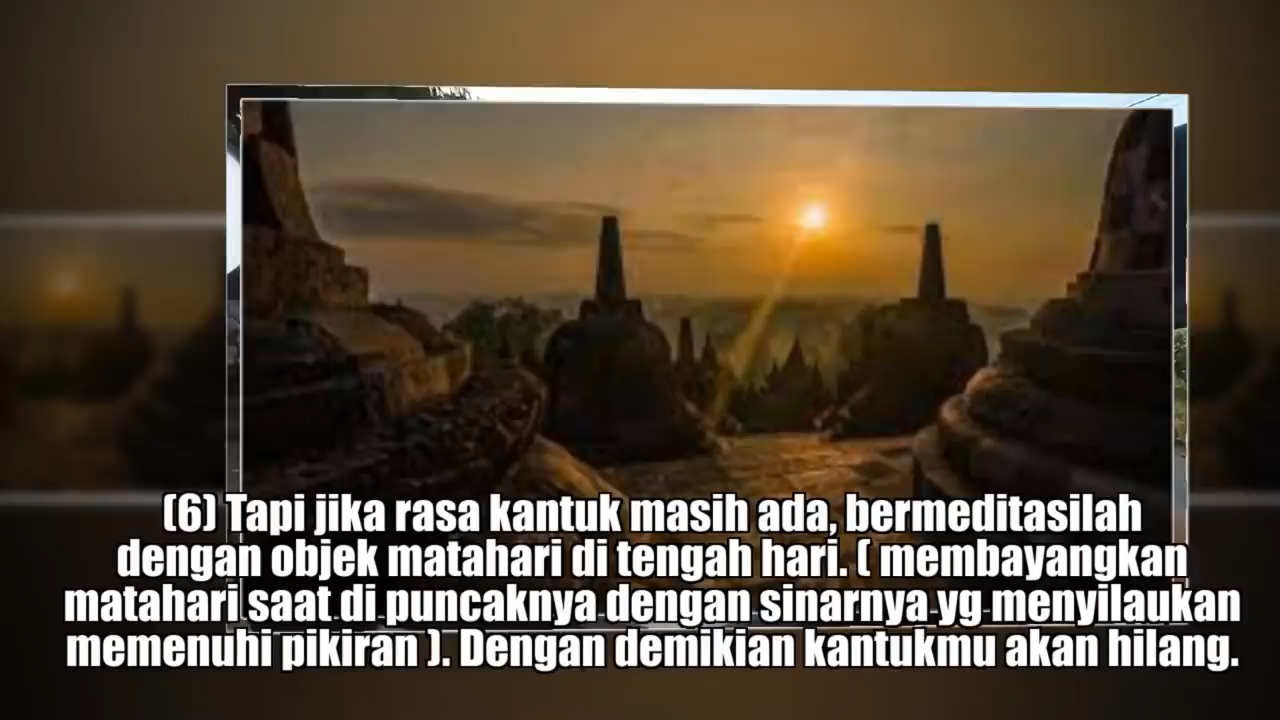 (6) Tapi jika rasa kantuk masih ada, bermeditasilah
dengan objek matahari di tengah hari. ( membayangkan
matahari saat di puncaknya dengan sinarnya yg menyilaukan
memenuhi pikiran ). Dengan demikian kantukmu akan hilang.